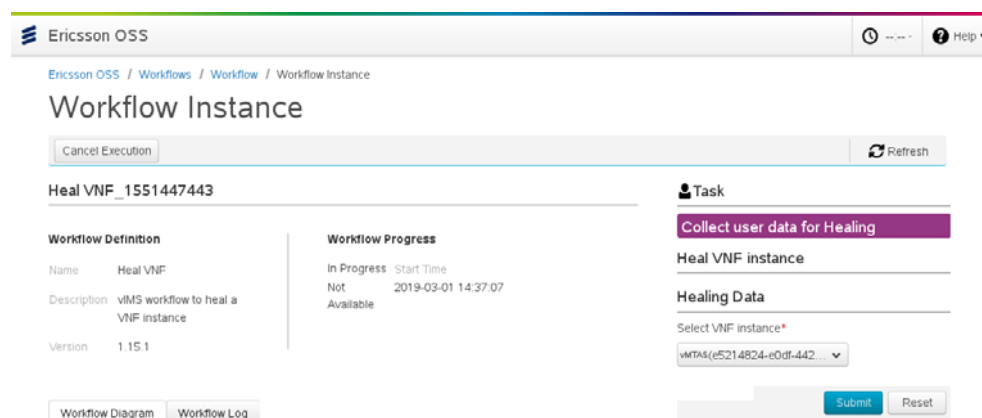 Ericsson OSS
--:-- -
Help
Ericsson OSS / Workflows / Workflow / Workflow Instance
Workflow Instance
Cancel Execution
Refresh
Heal VNF_1551447443
Workflow Definition
Name Heal VNF
Description vIMS workflow to heal a
VNF instance
Version 1.15.1
Workflow Progress
In Progress Start Time
Not 2019-03-01 14:37:07
Available
Task
Collect user data for Healing
Heal VNF instance
Healing Data
Select VNF instance*
vMTAS(e5214824-e0df-442...
Submit Reset
Workflow Diagram Workflow Log